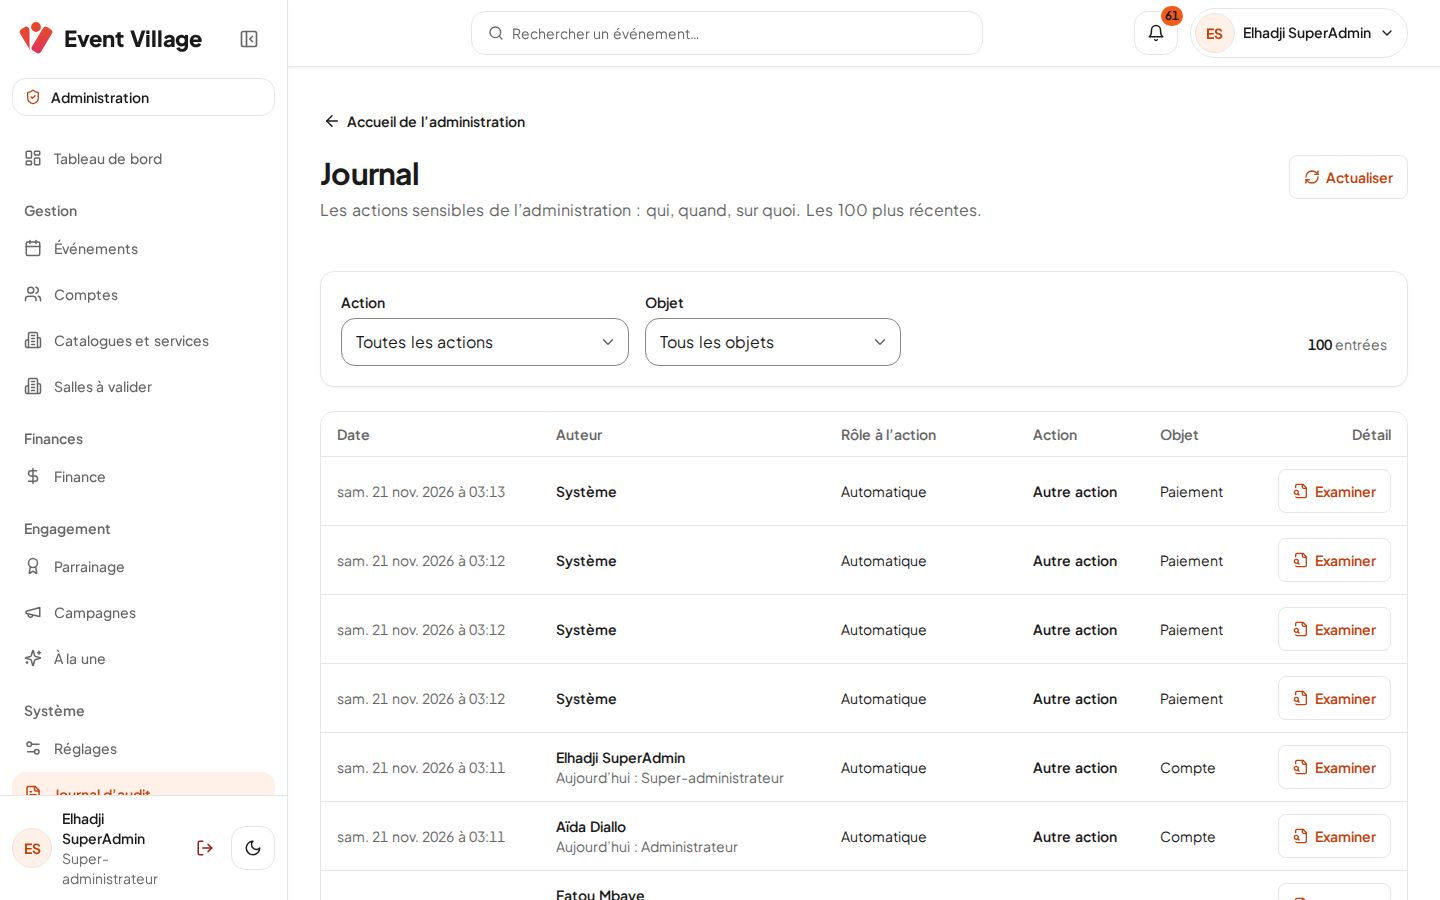 Event Village
Administration
Tableau de bord
Gestion
Événements
Comptes
Catalogues et services
Salles à valider
Finances
Finance
Engagement
Parrainage
Campagnes
À la une
Système
Réglages
Journal d'audit
Elhadji SuperAdmin
Super-administrateur
ES
Rechercher un événement...
61
ES
Elhadji SuperAdmin
Accueil de l'administration
Journal
Les actions sensibles de l'administration : qui, quand, sur quoi. Les 100 plus récentes.
Actualiser
Action
Objet
Toutes les actions
Tous les objets
100 entrées
Date Auteur Rôle à l'action Action Objet Détail
sam. 21 nov. 2026 à 03:13 Système Automatique Autre action Paiement Examiner
sam. 21 nov. 2026 à 03:12 Système Automatique Autre action Paiement Examiner
sam. 21 nov. 2026 à 03:12 Système Automatique Autre action Paiement Examiner
sam. 21 nov. 2026 à 03:12 Système Automatique Autre action Paiement Examiner
sam. 21 nov. 2026 à 03:11 Elhadji SuperAdmin Automatique Autre action Compte Examiner
Aujourd'hui : Super-administrateur
sam. 21 nov. 2026 à 03:11 Aïda Diallo Automatique Autre action Compte Examiner
Aujourd'hui : Administrateur
Fatou Mbaye